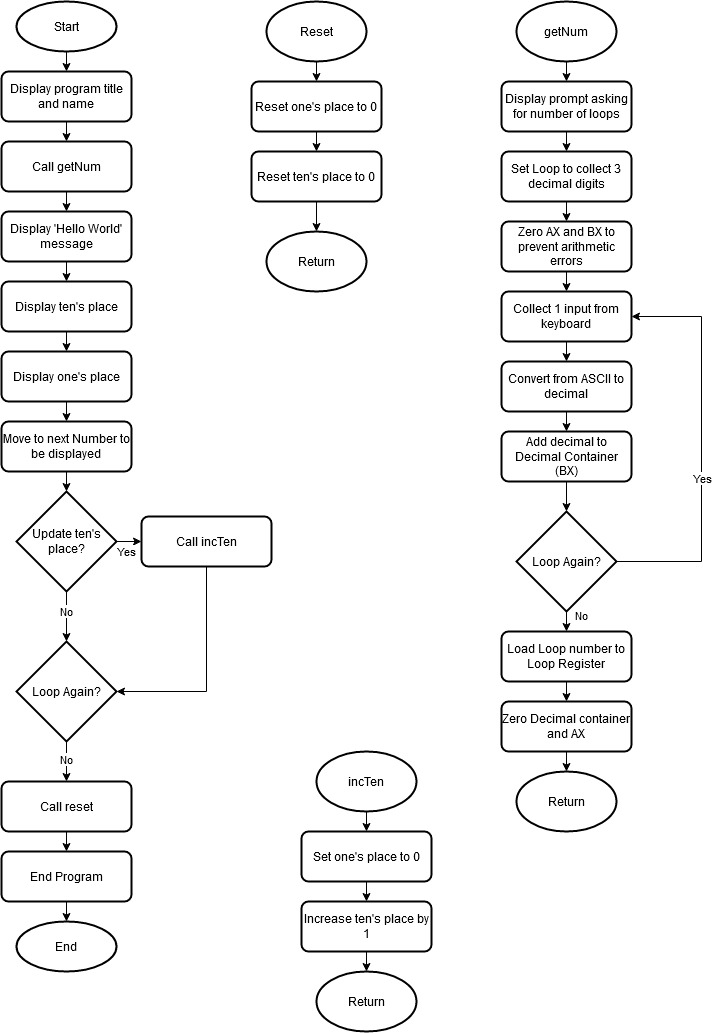 Start
Display program title
and name
Call getNum
Display 'Hello World'
message
Display ten's place
Display one's place
Move to next Number to
be displayed
Update ten's
place?
Yes
Call incTen
No
Loop Again?
No
Call reset
End Program
End
Reset
Reset one's place to 0
Reset ten's place to 0
Return
incTen
Set one's place to 0
Increase ten's place by
1
Return
getNum
Display prompt asking
for number of loops
Set Loop to collect 3
decimal digits
Zero AX and BX to
prevent arithmetic
errors
Collect 1 input from
keyboard
Convert from ASCII to
decimal
Add decimal to
Decimal Container
(BX)
Yes
Loop Again?
No
Load Loop number to
Loop Register
Zero Decimal container
and AX
Return